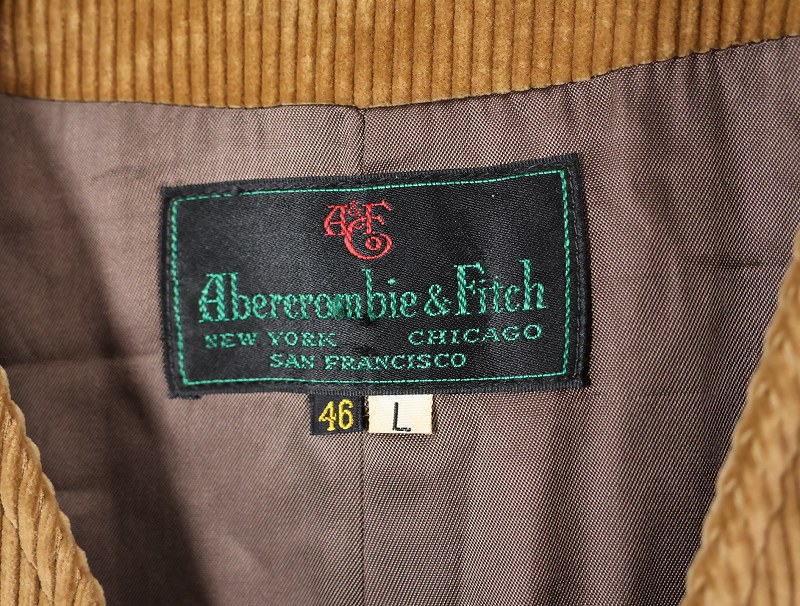 A&F Co
Abercrombie & Fitch
NEW YORK CHICAGO
SAN FRANCISCO
46 L